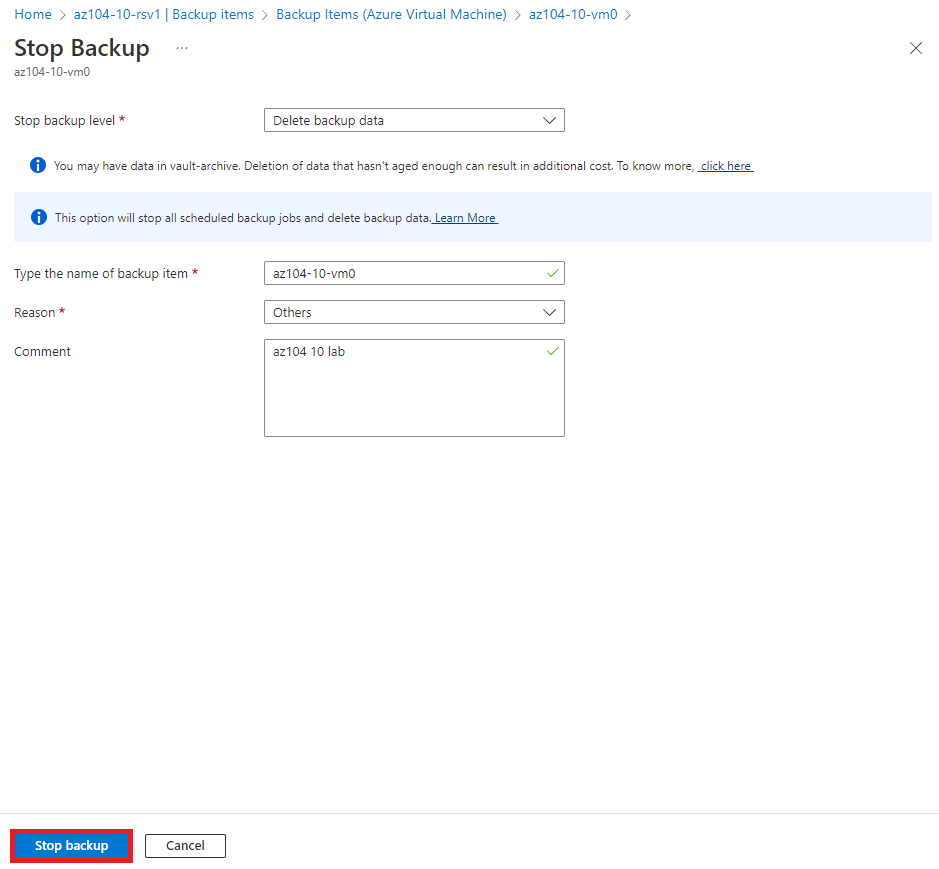 Home > az104-10-rsv1 | Backup items > Backup Items (Azure Virtual Machine) > az104-10-vm0 >
Stop Backup ...
az104-10-vm0
Stop backup level * Delete backup data
You may have data in vault-archive. Deletion of data that hasn't aged enough can result in additional cost. To know more, click here
This option will stop all scheduled backup jobs and delete backup data. Learn More
Type the name of backup item * az104-10-vm0
Reason * Others
Comment az104 10 lab
Stop backup Cancel